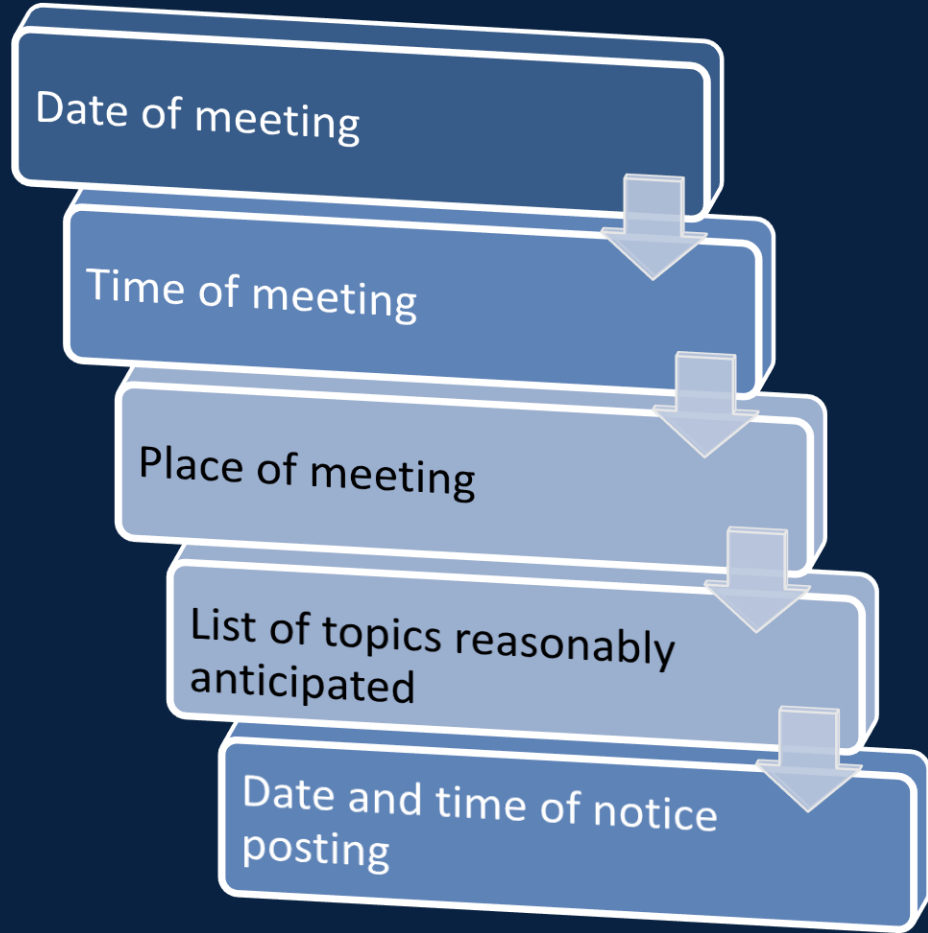 Date of meeting
Time of meeting
Place of meeting
List of topics reasonably
anticipated
Date and time of notice
posting